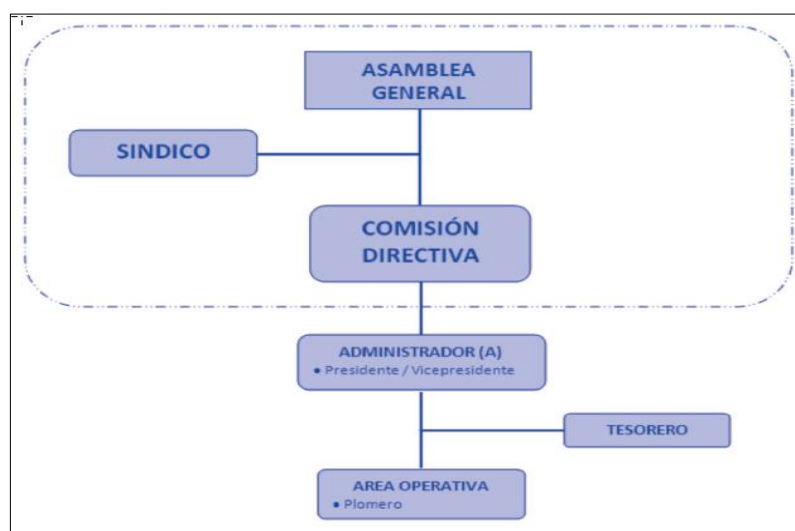 ASAMBLEA
GENERAL
SINDICO
COMISIÓN
DIRECTIVA
ADMINISTRADOR (A)
• Presidente / Vicepresidente
TESORERO
AREA OPERATIVA
• Plomero